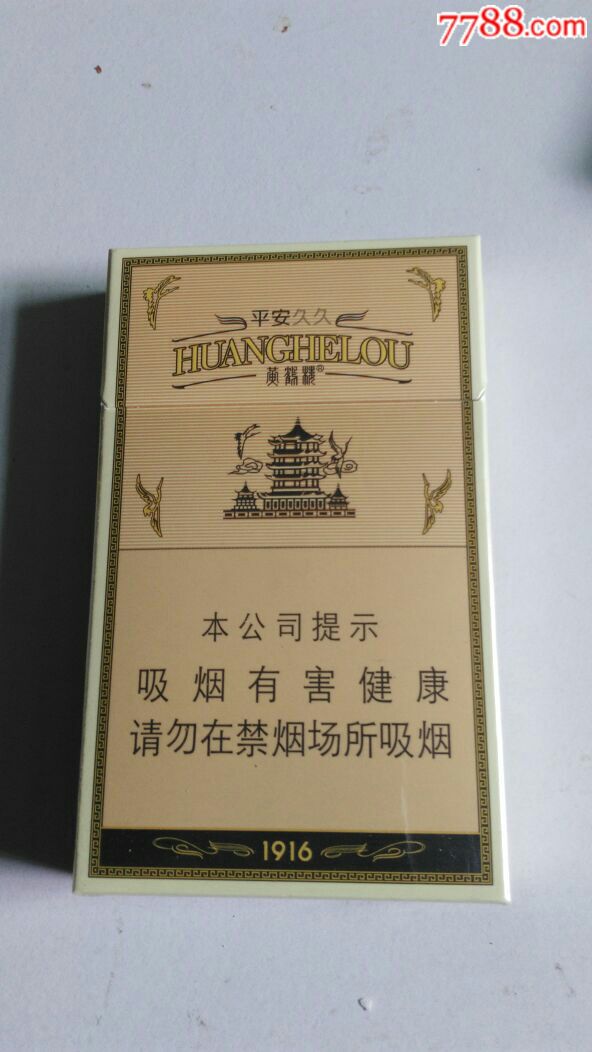 7788.com
平安久久
HUANGHELOU
黄鹤楼®
本公司提示
吸烟有害健康
请勿在禁烟场所吸烟
1916